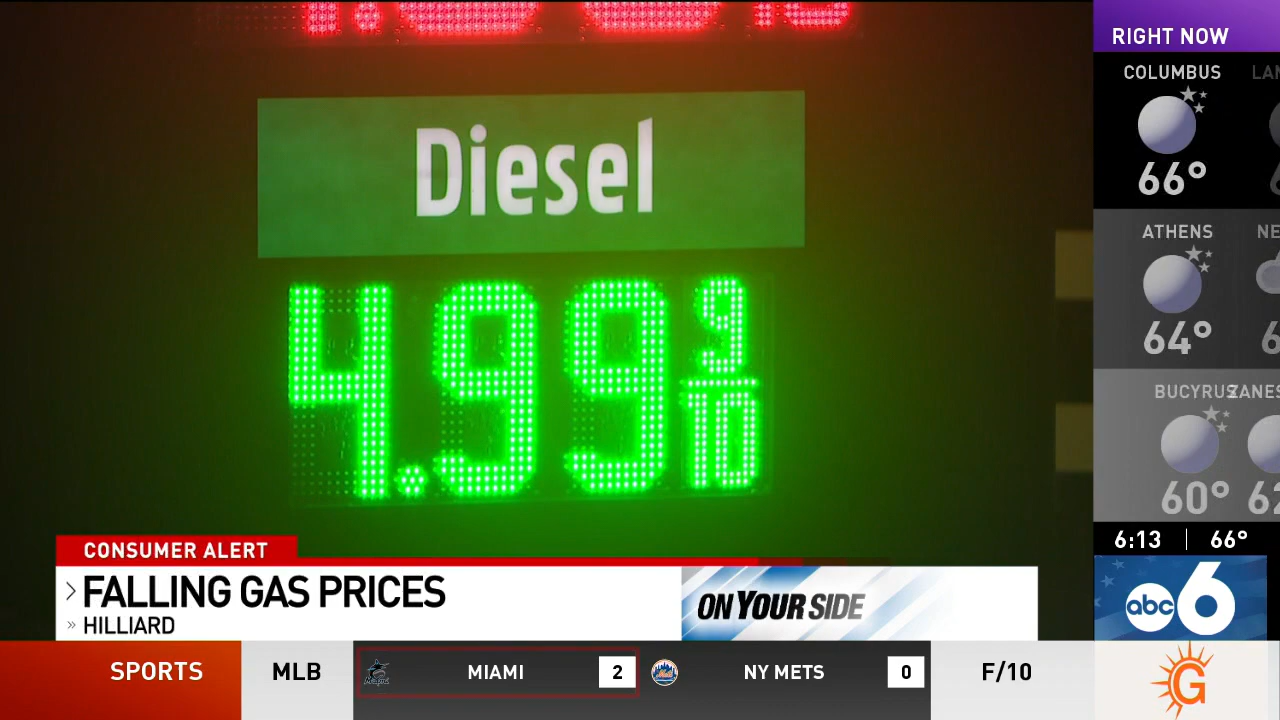 Diesel
4.99 9/10
CONSUMER ALERT
FALLING GAS PRICES
HILLIARD
ON YOUR SIDE
SPORTS
MLB
MIAMI 2
NY METS 0
F/10
RIGHT NOW
COLUMBUS
66°
ATHENS
64°
BUCYRUS
60°
6:13 66°
abc 6
G